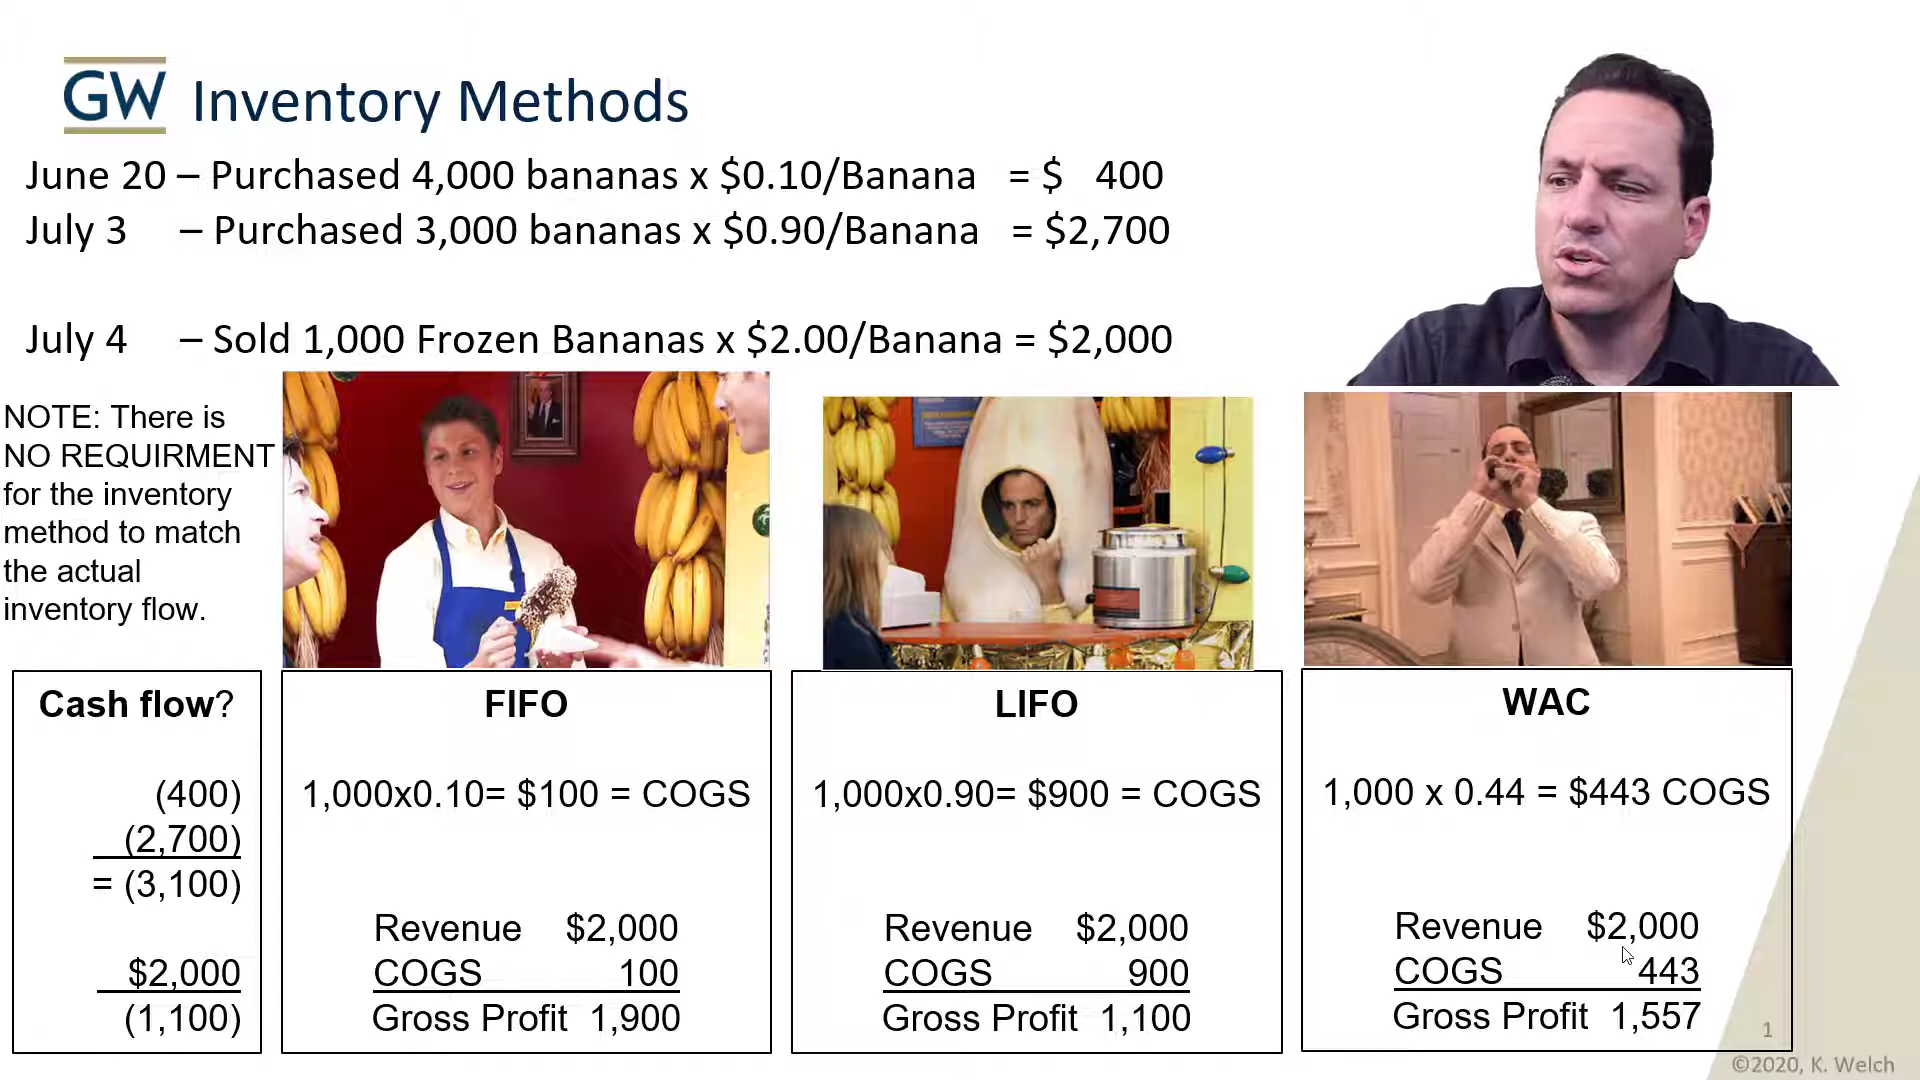 GW Inventory Methods
June 20 – Purchased 4,000 bananas x $0.10/Banana = $ 400
July 3 – Purchased 3,000 bananas x $0.90/Banana = $2,700
July 4 – Sold 1,000 Frozen Bananas x $2.00/Banana = $2,000
NOTE: There is
NO REQUIRMENT
for the inventory
method to match
the actual
inventory flow.
Cash flow?
(400)
(2,700)
= (3,100)
$2,000
(1,100)
FIFO
1,000x0.10= $100 = COGS
Revenue $2,000
COGS 100
Gross Profit 1,900
LIFO
1,000x0.90= $900 = COGS
Revenue $2,000
COGS 900
Gross Profit 1,100
WAC
1,000 x 0.44 = $443 COGS
Revenue $2,000
COGS 443
Gross Profit 1,557
1
©2020, K. Welch